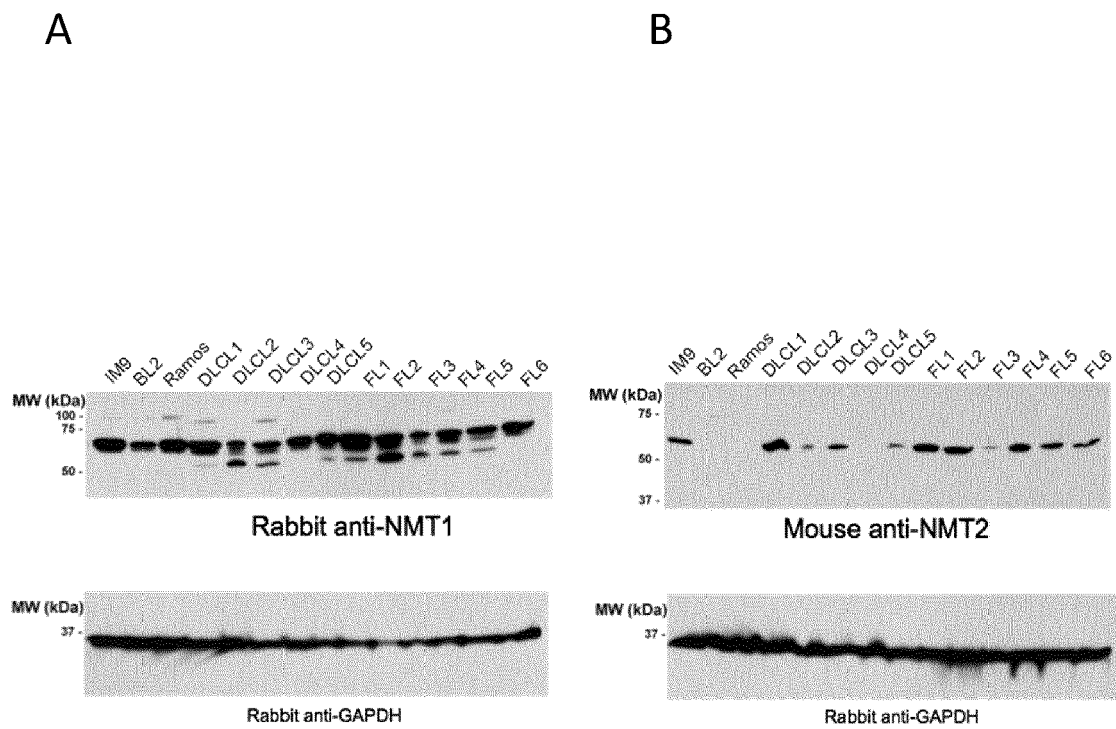 A
B
IM9 BL2 Ramos DLCL1 DLCL2 DLCL3 DLCL4 DLCL5 FL1 FL2 FL3 FL4 FL5 FL6
MW (kDa)
100 -
75 -
50 -
Rabbit anti-NMT1
IM9 BL2 Ramos DLCL1 DLCL2 DLCL3 DLCL4 DLCL5 FL1 FL2 FL3 FL4 FL5 FL6
MW (kDa)
75 -
50 -
37 -
Mouse anti-NMT2
MW (kDa)
37 -
Rabbit anti-GAPDH
MW (kDa)
37 -
Rabbit anti-GAPDH